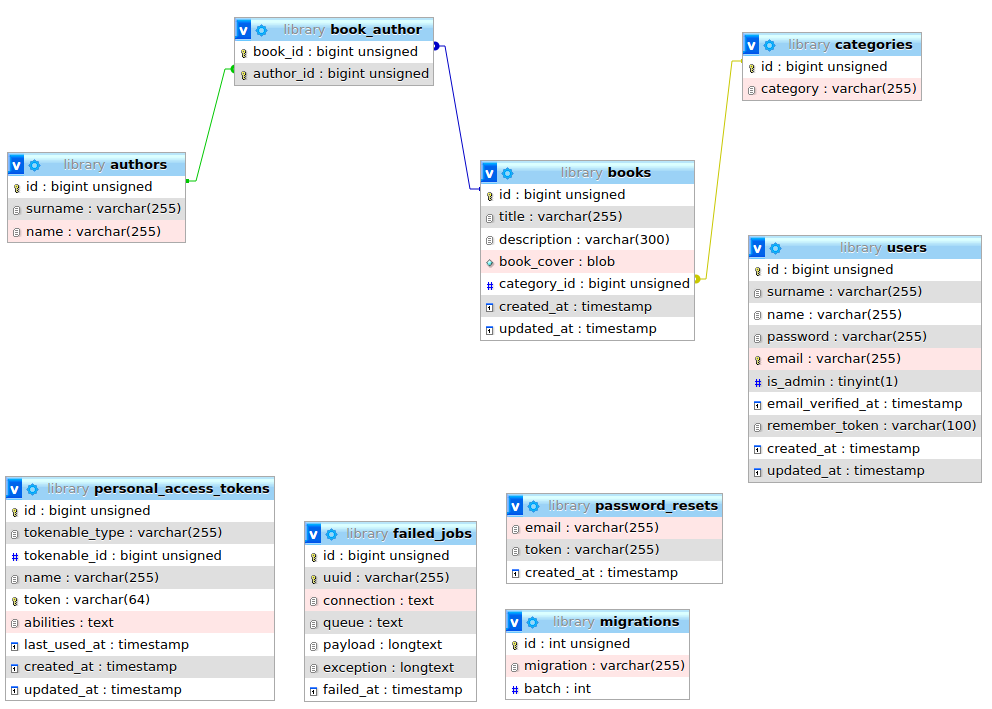 library book_author
book_id : bigint unsigned
author_id : bigint unsigned
library categories
id : bigint unsigned
category : varchar(255)
library authors
id : bigint unsigned
surname : varchar(255)
name : varchar(255)
library books
id : bigint unsigned
title : varchar(255)
description : varchar(300)
book_cover : blob
category_id : bigint unsigned
created_at : timestamp
updated_at : timestamp
library users
id : bigint unsigned
surname : varchar(255)
name : varchar(255)
password : varchar(255)
email : varchar(255)
is_admin : tinyint(1)
email_verified_at : timestamp
remember_token : varchar(100)
created_at : timestamp
updated_at : timestamp
library personal_access_tokens
id : bigint unsigned
tokenable_type : varchar(255)
tokenable_id : bigint unsigned
name : varchar(255)
token : varchar(64)
abilities : text
last_used_at : timestamp
created_at : timestamp
updated_at : timestamp
library failed_jobs
id : bigint unsigned
uuid : varchar(255)
connection : text
queue : text
payload : longtext
exception : longtext
failed_at : timestamp
library password_resets
email : varchar(255)
token : varchar(255)
created_at : timestamp
library migrations
id : int unsigned
migration : varchar(255)
batch : int